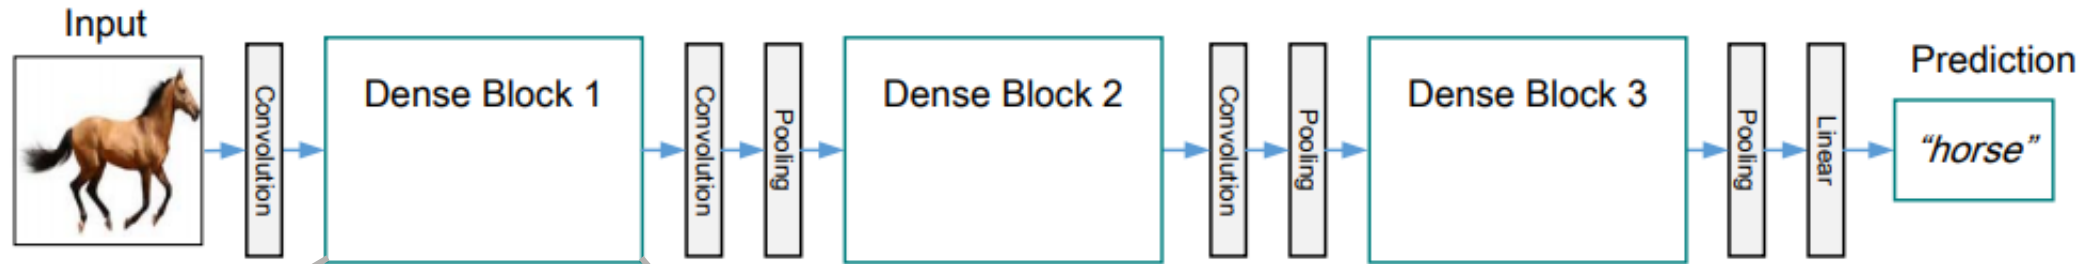 Input
Convolution
Dense Block 1
Convolution
Pooling
Dense Block 2
Convolution
Pooling
Dense Block 3
Pooling
Linear
Prediction
“horse”